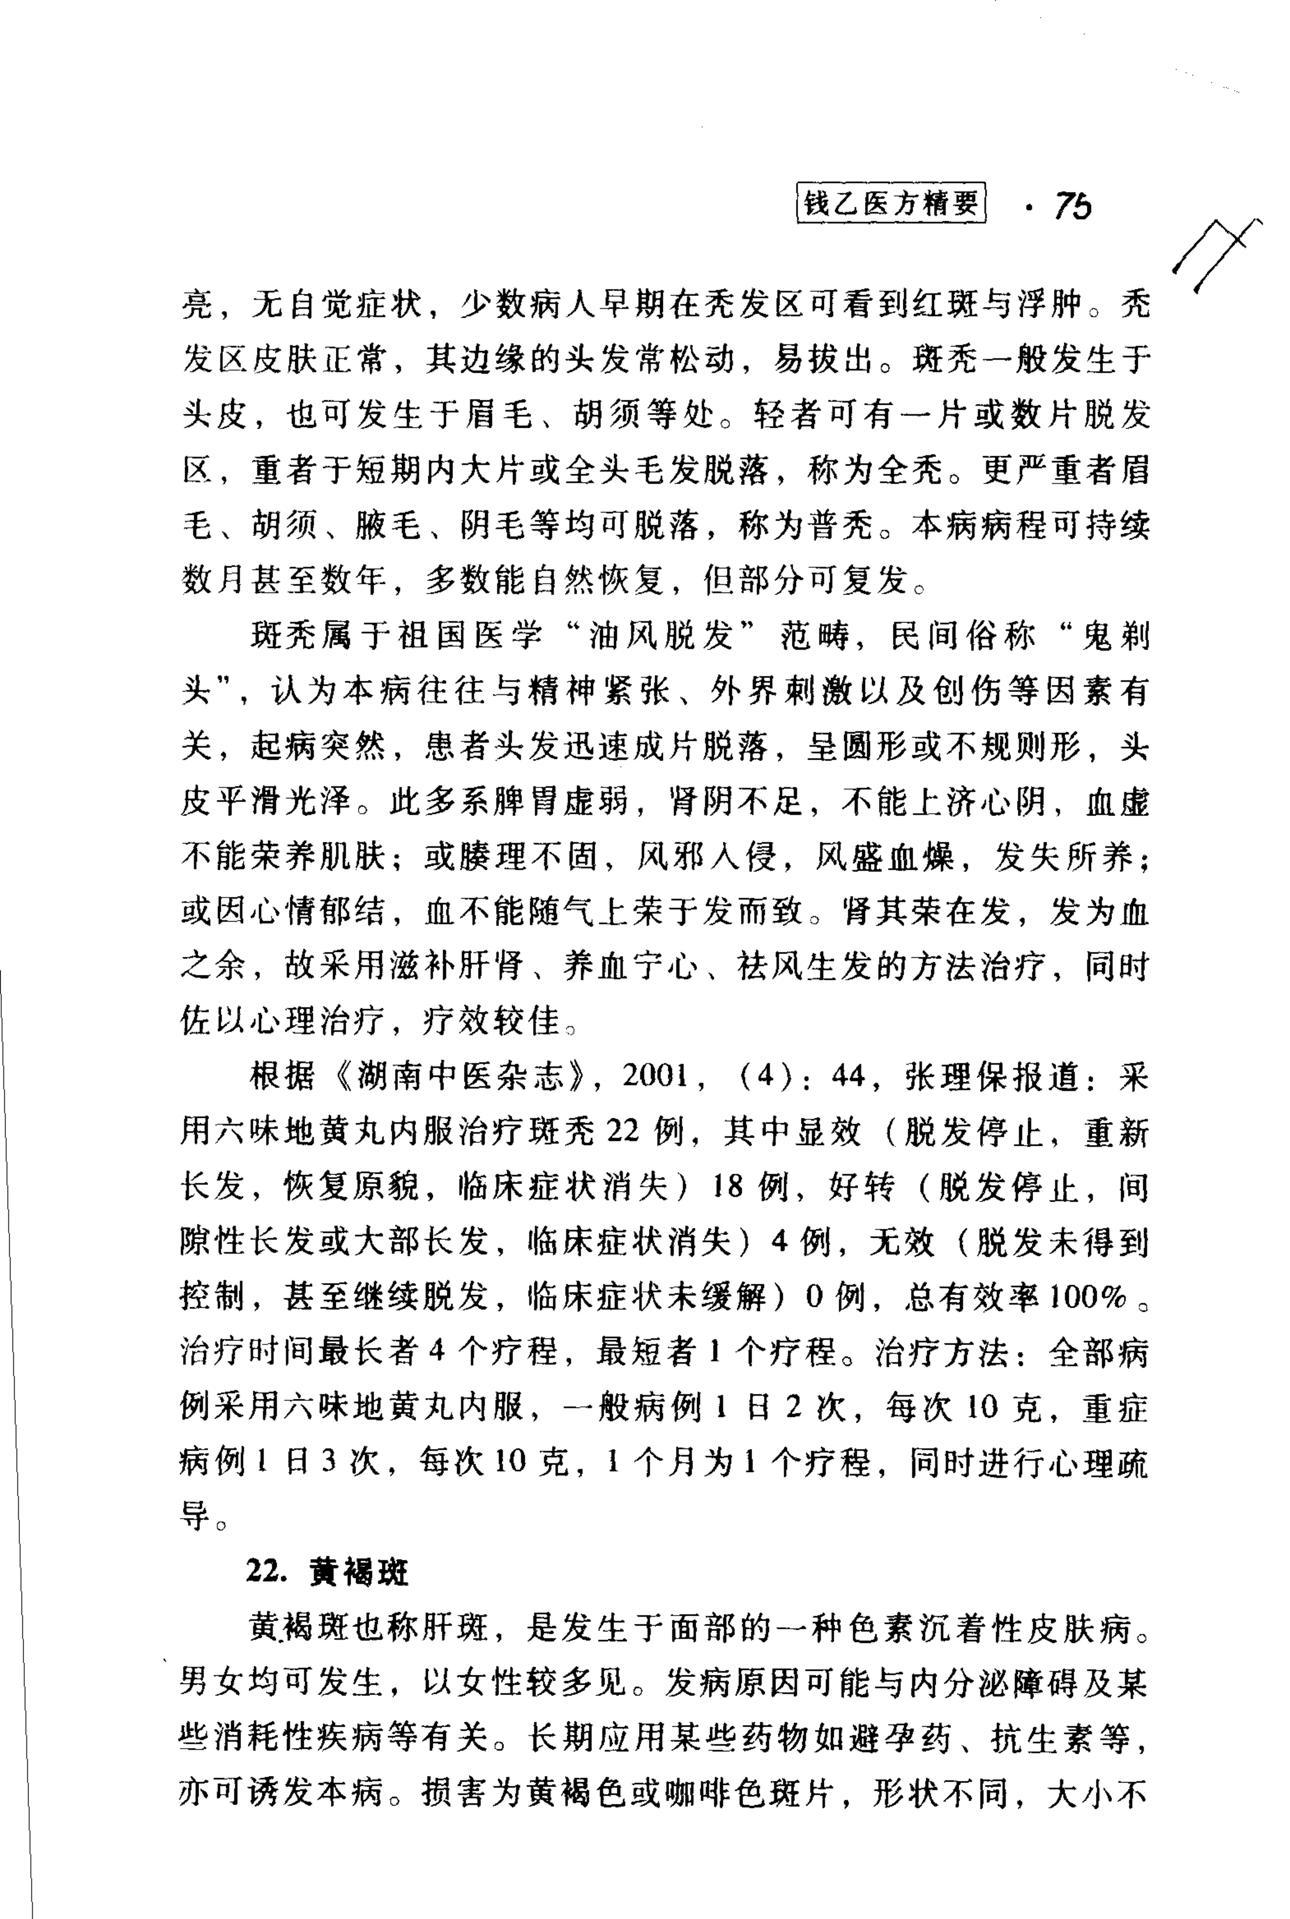 钱乙医方精要 · 75
亮，无自觉症状，少数病人早期在秃发区可看到红斑与浮肿。秃
发区皮肤正常，其边缘的头发常松动，易拔出。斑秃一般发生于
头皮，也可发生于眉毛、胡须等处。轻者可有一片或数片脱发
区，重者于短期内大片或全头毛发脱落，称为全秃。更严重者眉
毛、胡须、腋毛、阴毛等均可脱落，称为普秃。本病病程可持续
数月甚至数年，多数能自然恢复，但部分可复发。
斑秃属于祖国医学“油风脱发”范畴，民间俗称“鬼剃
头”，认为本病往往与精神紧张、外界刺激以及创伤等因素有
关，起病突然，患者头发迅速成片脱落，呈圆形或不规则形，头
皮平滑光泽。此多系脾胃虚弱，肾阴不足，不能上济心阴，血虚
不能荣养肌肤；或腠理不固，风邪入侵，风盛血燥，发失所养；
或因心情郁结，血不能随气上荣于发而致。肾其荣在发，发为血
之余，故采用滋补肝肾、养血宁心、祛风生发的方法治疗，同时
佐以心理治疗，疗效较佳。
根据《湖南中医杂志》，2001，（4）：44，张理保报道：采
用六味地黄丸内服治疗斑秃 22 例，其中显效（脱发停止，重新
长发，恢复原貌，临床症状消失）18 例，好转（脱发停止，间
隙性长发或大部长发，临床症状消失）4 例，无效（脱发未得到
控制，甚至继续脱发，临床症状未缓解）0 例，总有效率 100%。
治疗时间最长者 4 个疗程，最短者 1 个疗程。治疗方法：全部病
例采用六味地黄丸内服，一般病例 1 日 2 次，每次 10 克，重症
病例 1 日 3 次，每次 10 克，1 个月为 1 个疗程，同时进行心理疏
导。
22. 黄褐斑
黄褐斑也称肝斑，是发生于面部的一种色素沉着性皮肤病。
男女均可发生，以女性较多见。发病原因可能与内分泌障碍及某
些消耗性疾病等有关。长期应用某些药物如避孕药、抗生素等，
亦可诱发本病。损害为黄褐色或咖啡色斑片，形状不同，大小不